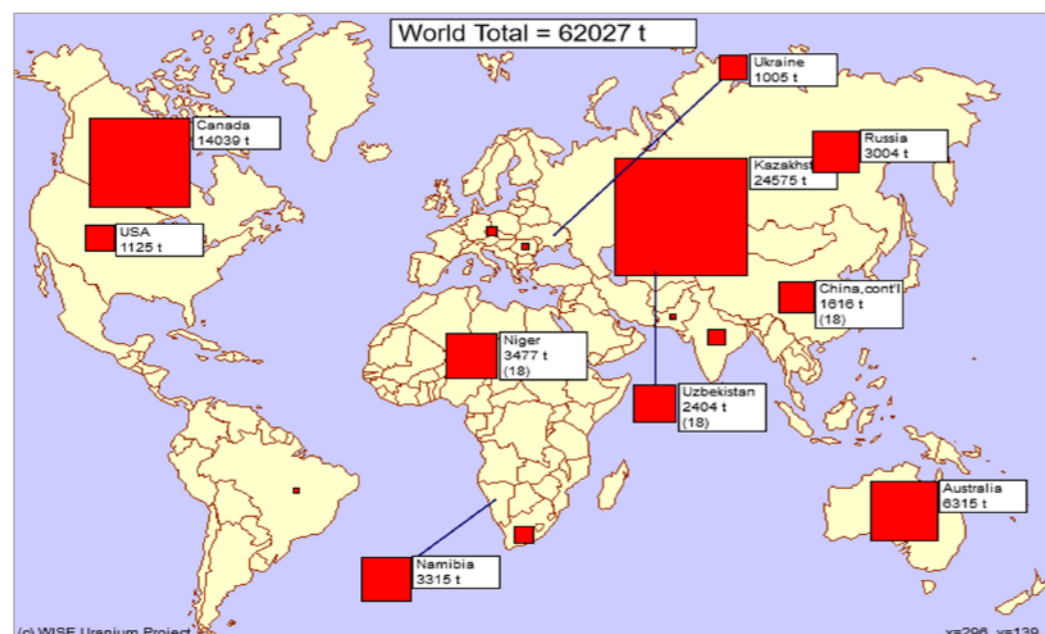 World Total = 62027 t
Ukraine
1005 t
Canada
14039 t
Russia
3004 t
Kazakhst
24575 t
USA
1125 t
China,cont'l
1616 t
(18)
Niger
3477 t
(18)
Uzbekistan
2404 t
(18)
Australia
6315 t
Namibia
3315 t
(c) WISE Uranium Project
x=296, y=139